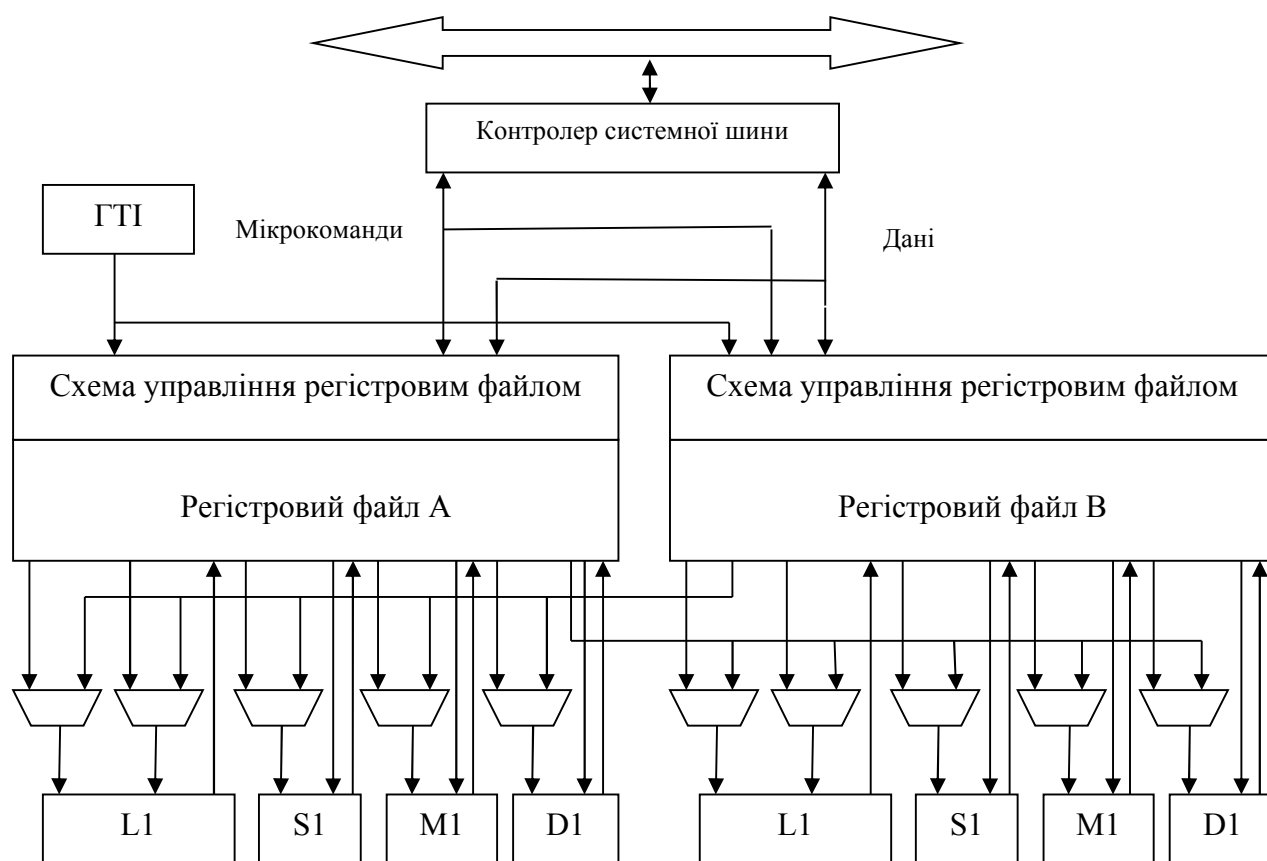 Контролер системної шини
ГТІ
Мікрокоманди
Дані
Схема управління регістровим файлом
Схема управління регістровим файлом
Регістровий файл А
Регістровий файл В
L1
S1
M1
D1
L1
S1
M1
D1